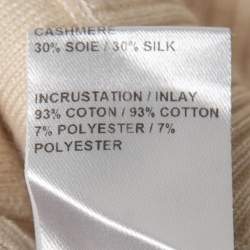 CASHMERE
30% SOIE / 30% SILK
INCRUSTATION / INLAY
93% COTON / 93% COTTON
7% POLYESTER / 7%
POLYESTER